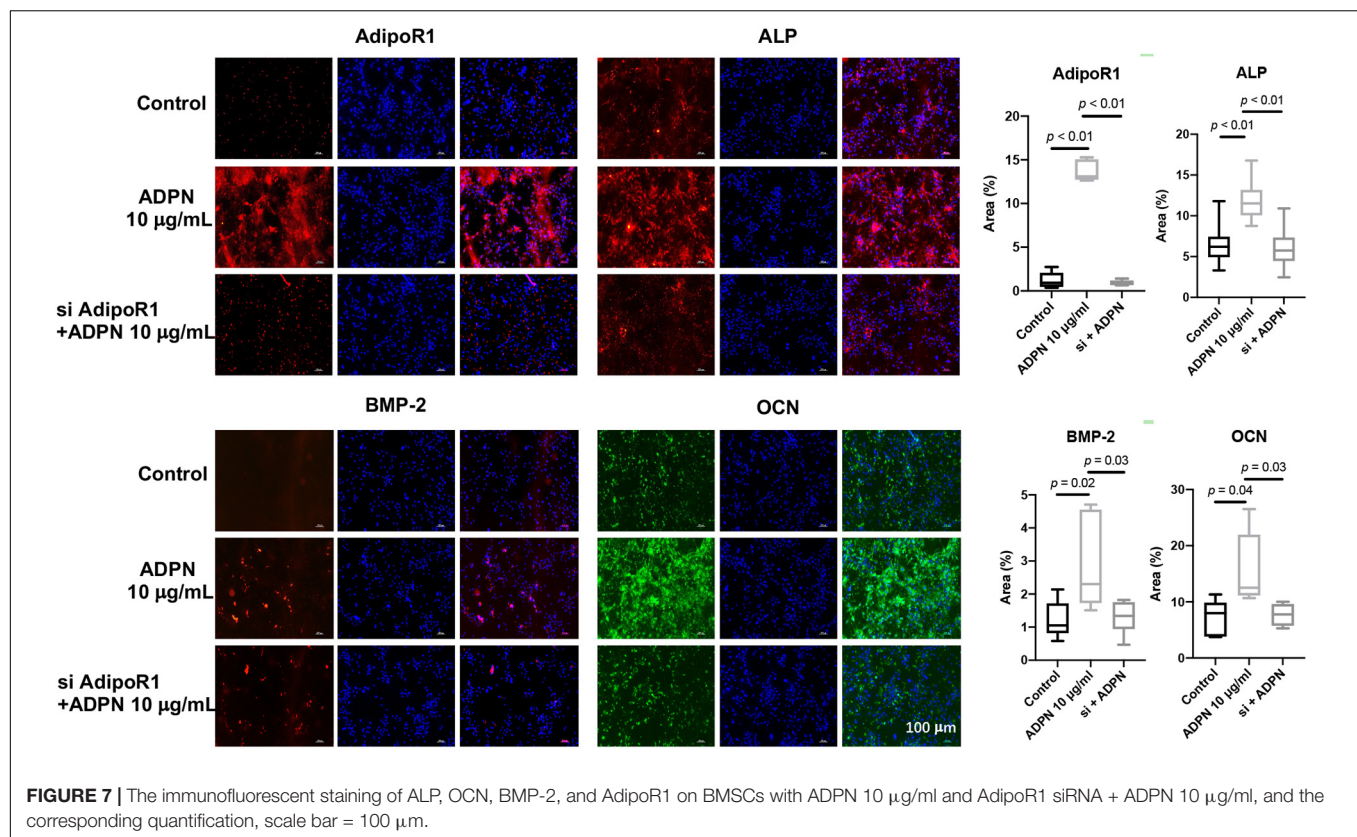 AdipoR1
ALP
Control
ADPN
10 μg/mL
si AdipoR1
+ADPN 10 μg/mL
AdipoR1
p < 0.01
p < 0.01
Area (%)
20
15
10
5
0
Control
ADPN 10 μg/ml
si + ADPN
ALP
p < 0.01
p < 0.01
Area (%)
20
15
10
5
0
Control
ADPN 10 μg/ml
si + ADPN
BMP-2
OCN
Control
ADPN
10 μg/mL
si AdipoR1
+ADPN 10 μg/mL
100 μm
BMP-2
p = 0.03
p = 0.02
Area (%)
5
4
3
2
1
0
Control
ADPN 10 μg/ml
si + ADPN
OCN
p = 0.03
p = 0.04
Area (%)
30
20
10
0
Control
ADPN 10 μg/ml
si + ADPN
FIGURE 7 | The immunofluorescent staining of ALP, OCN, BMP-2, and AdipoR1 on BMSCs with ADPN 10 μg/ml and AdipoR1 siRNA + ADPN 10 μg/ml, and the
corresponding quantification, scale bar = 100 μm.